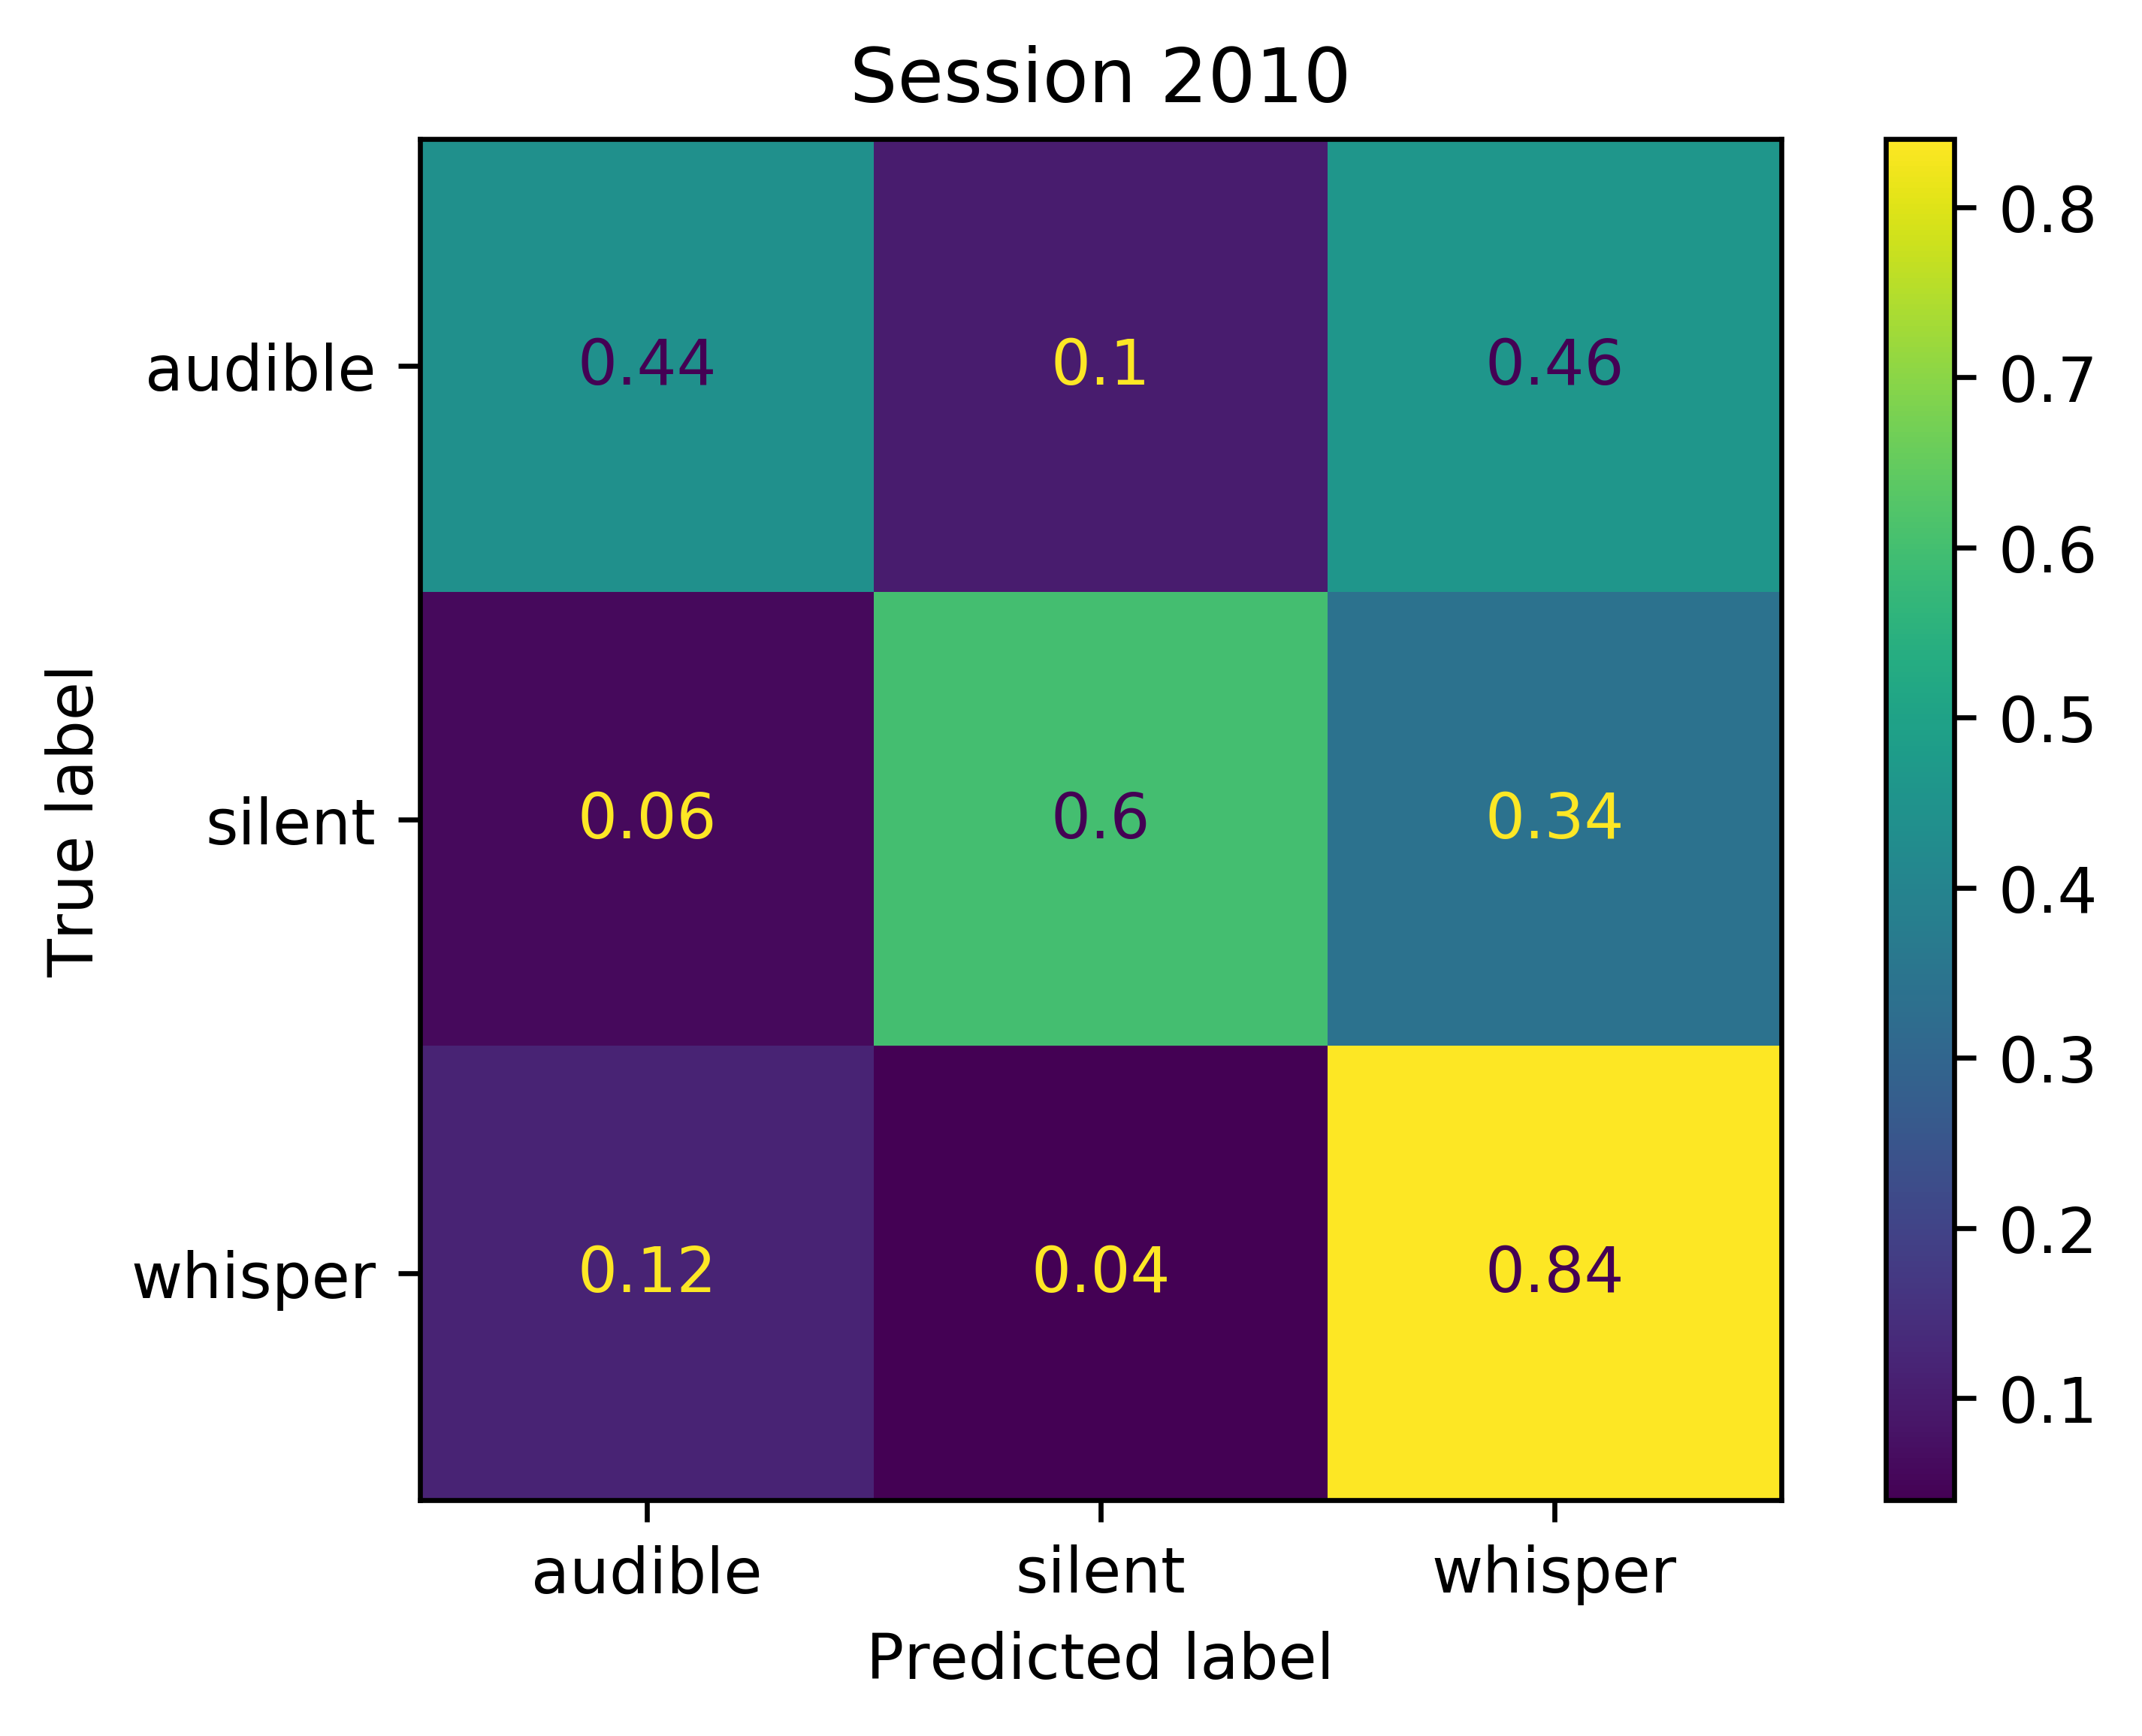 Session 2010
audible 0.44 0.1 0.46
silent 0.06 0.6 0.34
whisper 0.12 0.04 0.84
audible silent whisper
Predicted label
True label
0.8
0.7
0.6
0.5
0.4
0.3
0.2
0.1